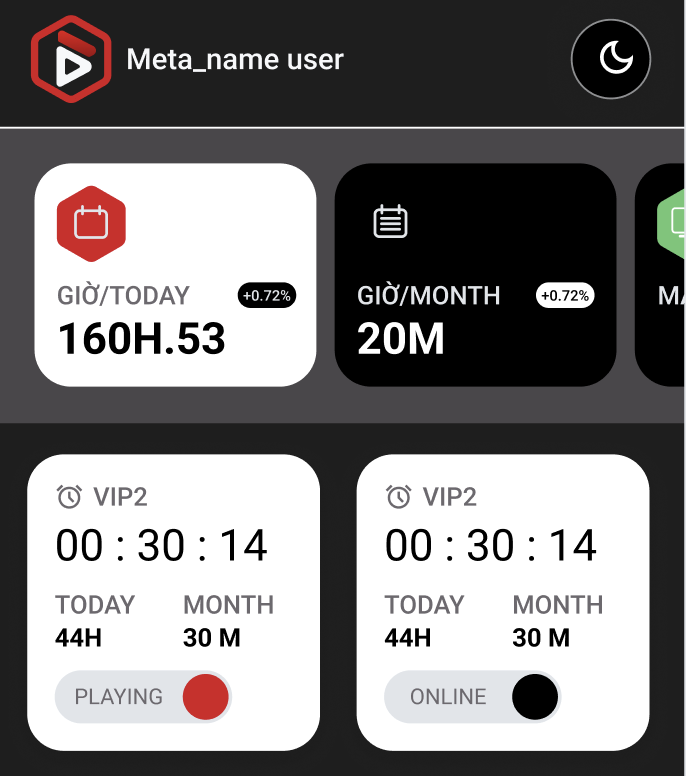 Meta_name user
GIỜ/TODAY +0.72%
160H.53
GIỜ/MONTH +0.72%
20M
VIP2
00 : 30 : 14
TODAY MONTH
44H 30 M
PLAYING
VIP2
00 : 30 : 14
TODAY MONTH
44H 30 M
ONLINE